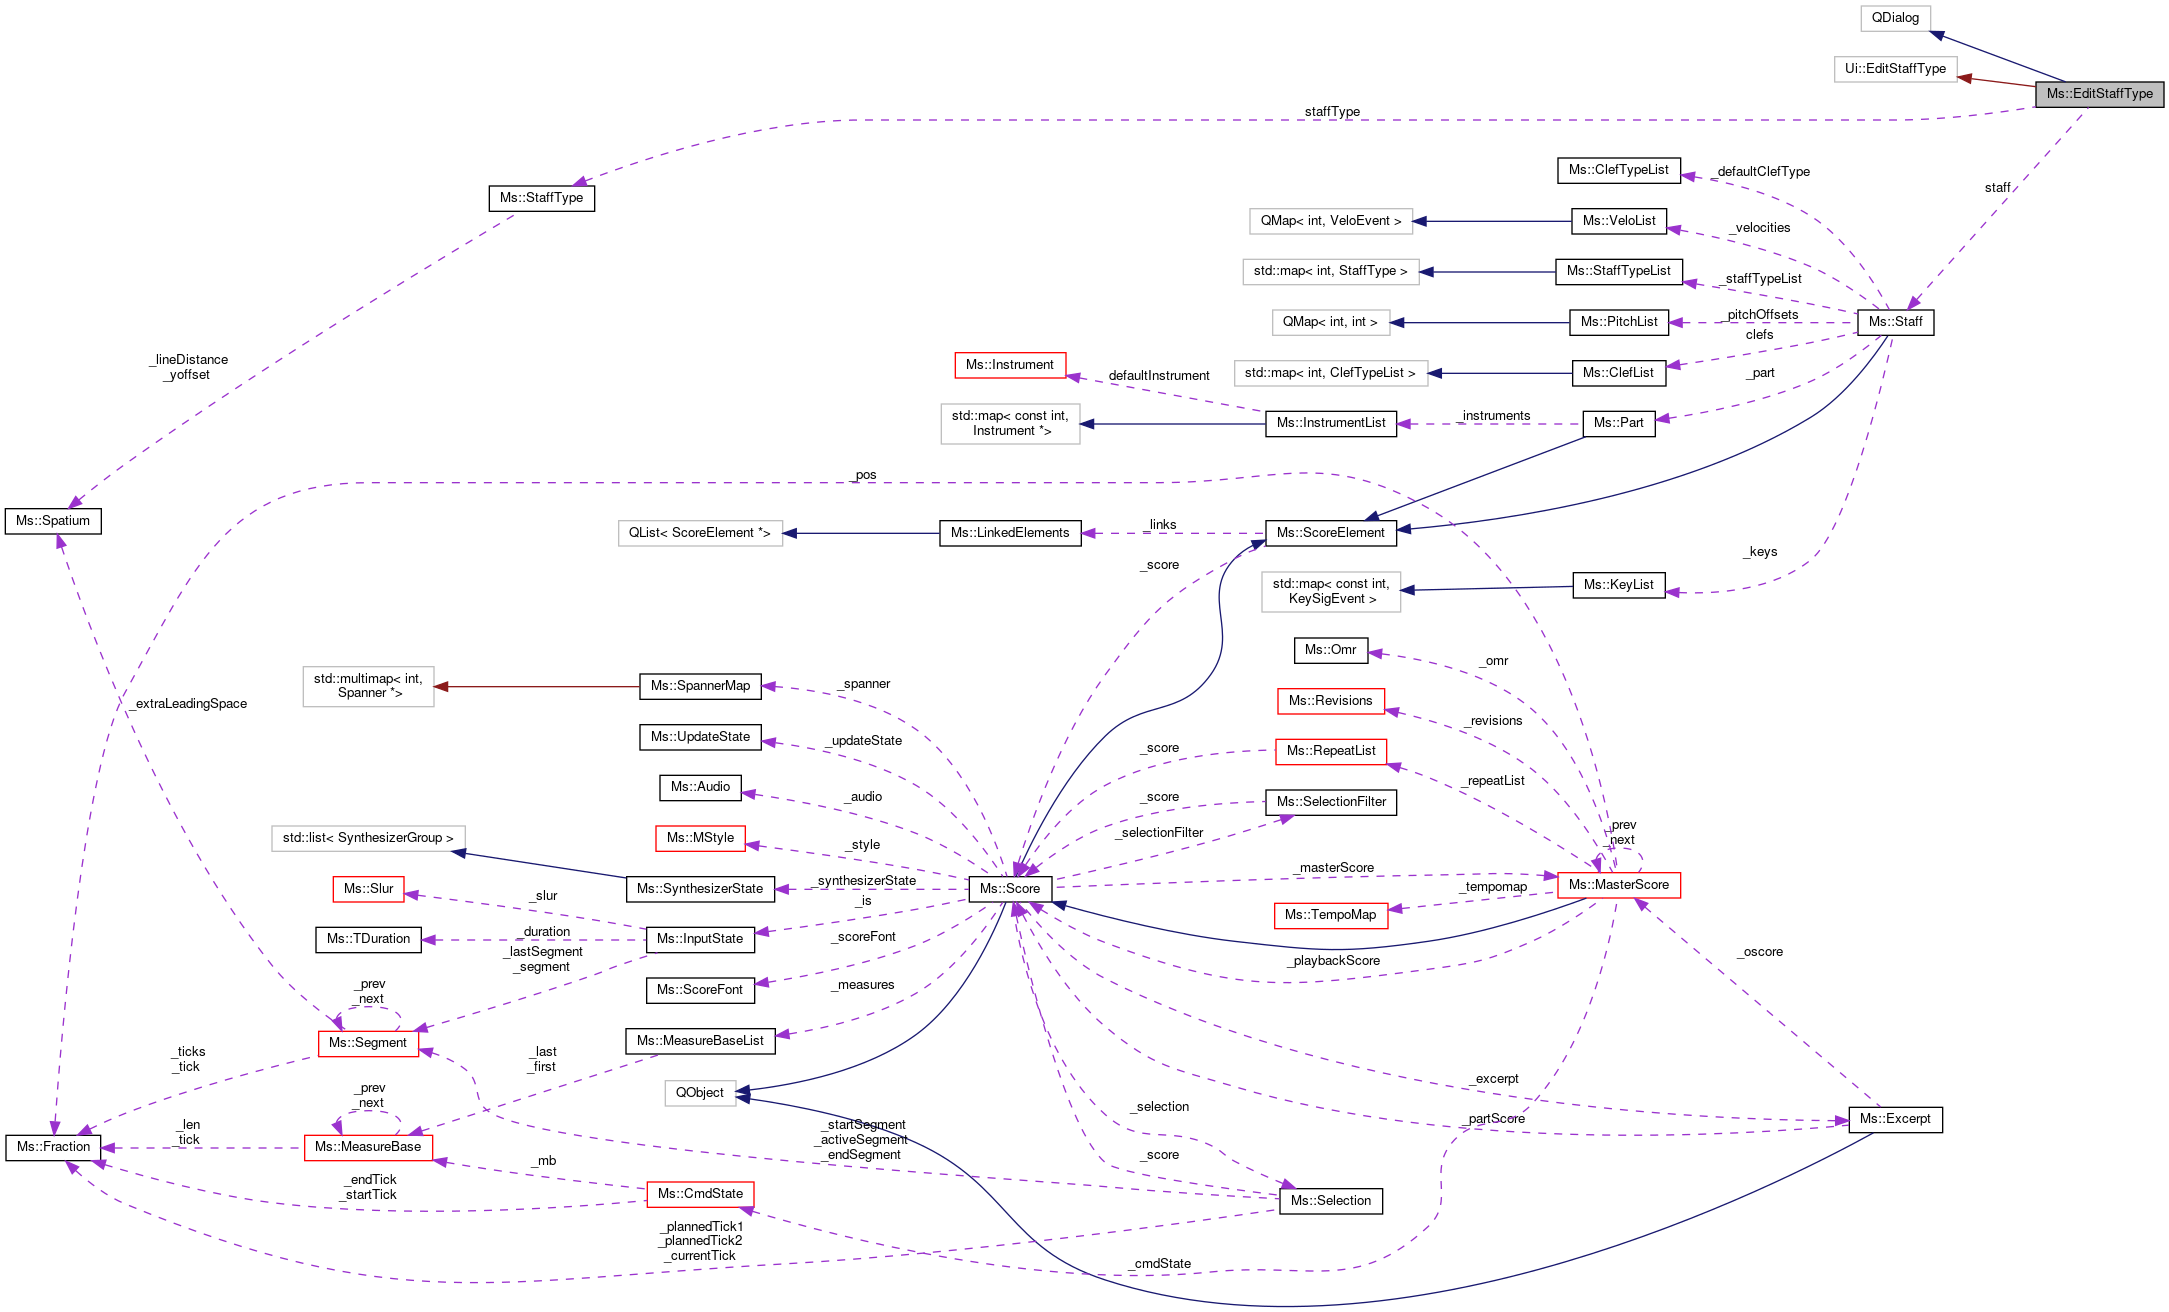 QDialog
Ui::EditStaffType
Ms::EditStaffType
staffType
Ms::ClefTypeList
_defaultClefType
staff
Ms::StaffType
QMap< int, VeloEvent >
Ms::VeloList
_velocities
std::map< int, StaffType >
Ms::StaffTypeList
_staffTypeList
QMap< int, int >
Ms::PitchList
_pitchOffsets
Ms::Staff
clefs
_lineDistance
_yoffset
Ms::Instrument
defaultInstrument
std::map< int, ClefTypeList >
Ms::ClefList
_part
std::map< const int,
Instrument *>
Ms::InstrumentList
_instruments
Ms::Part
_pos
Ms::Spatium
QList< ScoreElement *>
Ms::LinkedElements
_links
Ms::ScoreElement
_keys
_score
std::map< const int,
KeySigEvent >
Ms::KeyList
Ms::Omr
_omr
std::multimap< int,
Spanner *>
Ms::SpannerMap
_spanner
Ms::Revisions
_revisions
_extraLeadingSpace
Ms::UpdateState
_updateState
_score
Ms::RepeatList
_repeatList
Ms::Audio
_audio
_score
Ms::SelectionFilter
_selectionFilter
_prev
_next
std::list< SynthesizerGroup >
Ms::MStyle
_style
_masterScore
Ms::Slur
_slur
Ms::SynthesizerState
_synthesizerState
Ms::Score
_tempomap
Ms::MasterScore
_is
Ms::TempoMap
Ms::TDuration
_duration
Ms::InputState
_scoreFont
_lastSegment
_segment
_playbackScore
_oscore
_prev
_next
Ms::ScoreFont
_measures
Ms::Segment
Ms::MeasureBaseList
_ticks
_tick
_last
_first
_prev
_next
QObject
_excerpt
_selection
_partScore
Ms::Excerpt
_len
_tick
Ms::Fraction
Ms::MeasureBase
_startSegment
_activeSegment
_endSegment
_score
_mb
_endTick
_startTick
Ms::CmdState
Ms::Selection
_plannedTick1
_plannedTick2
_currentTick
_cmdState